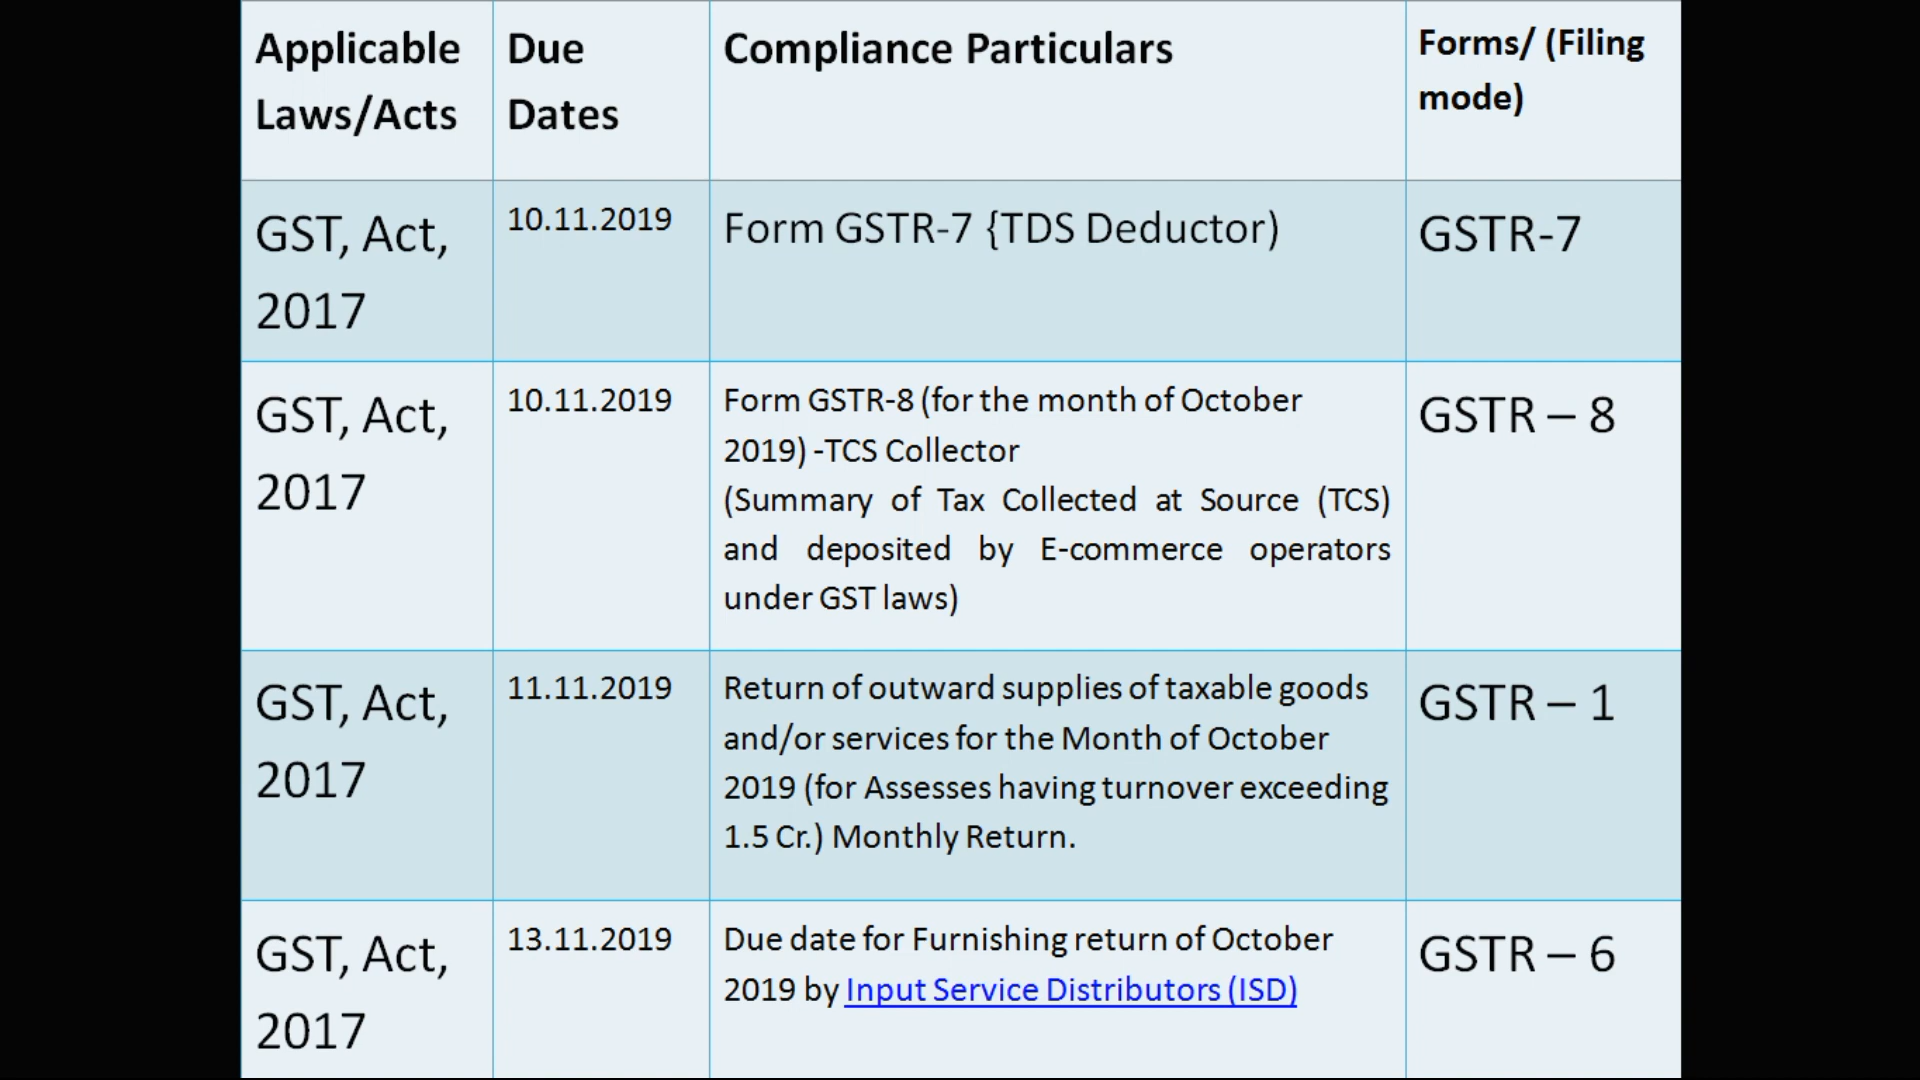 Applicable Laws/Acts
Due Dates
Compliance Particulars
Forms/ (Filing mode)
GST, Act, 2017
10.11.2019
Form GSTR-7 {TDS Deductor)
GSTR-7
GST, Act, 2017
10.11.2019
Form GSTR-8 (for the month of October
2019) -TCS Collector
(Summary of Tax Collected at Source (TCS)
and deposited by E-commerce operators
under GST laws)
GSTR – 8
GST, Act, 2017
11.11.2019
Return of outward supplies of taxable goods
and/or services for the Month of October
2019 (for Assesses having turnover exceeding
1.5 Cr.) Monthly Return.
GSTR – 1
GST, Act, 2017
13.11.2019
Due date for Furnishing return of October
2019 by Input Service Distributors (ISD)
GSTR – 6